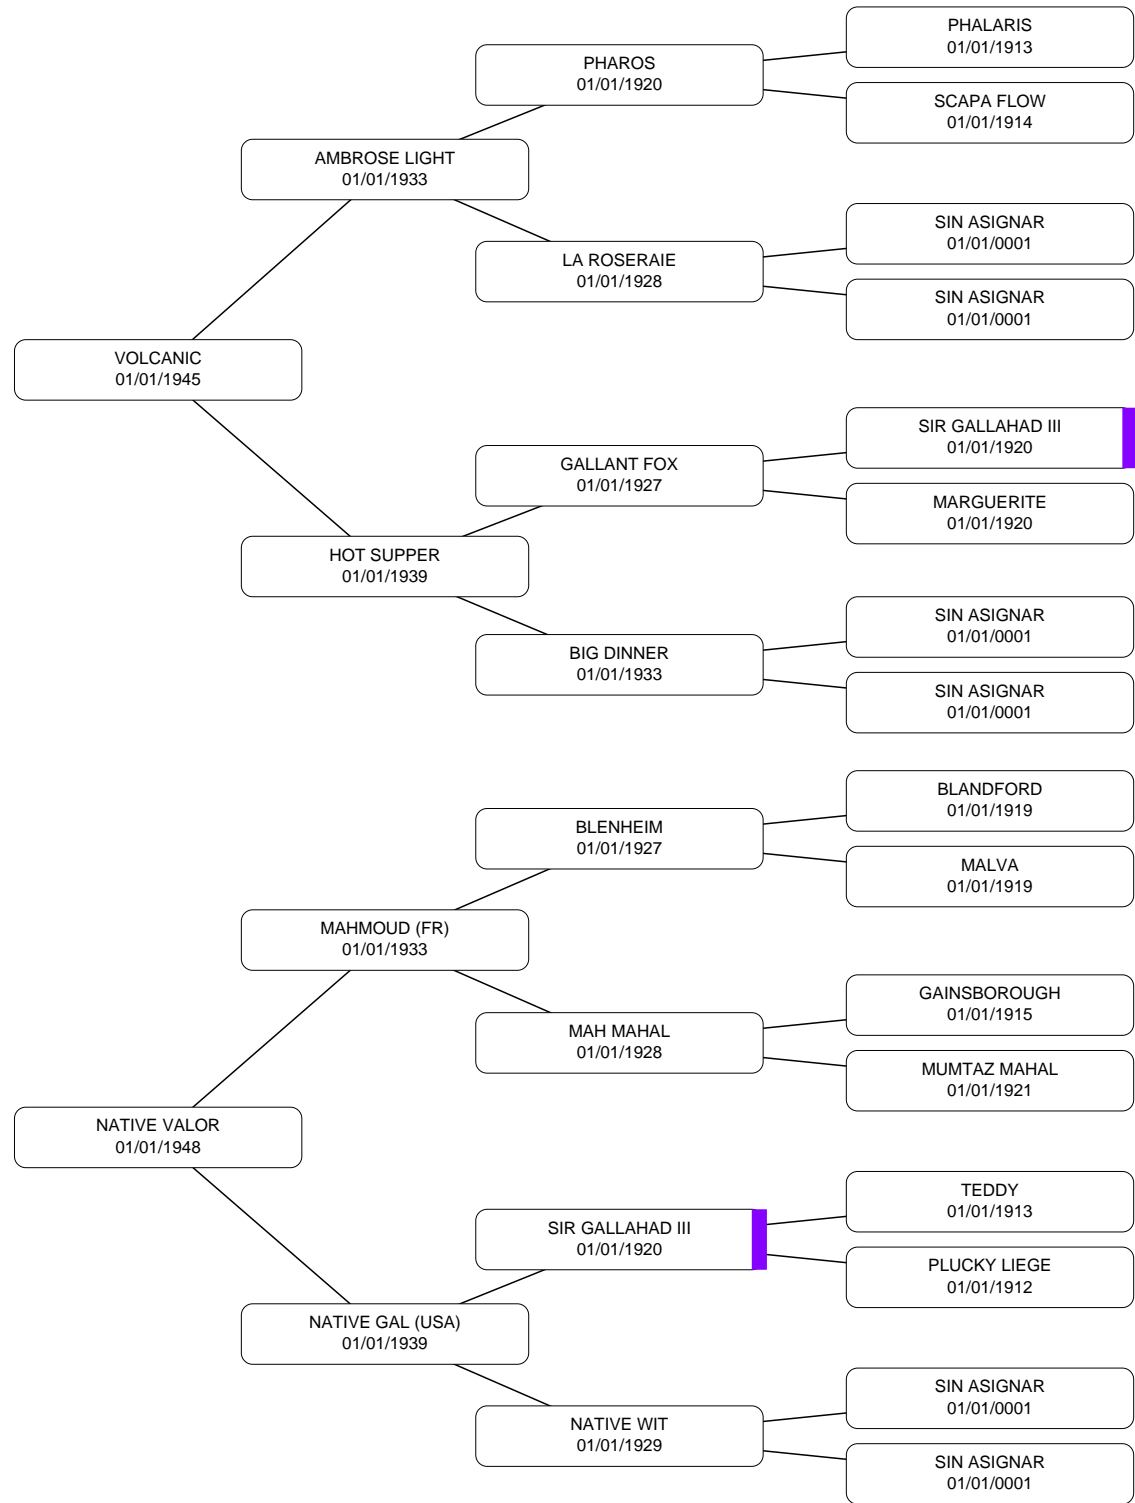 PHALARIS
01/01/1913
PHAROS
01/01/1920
SCAPA FLOW
01/01/1914
AMBROSE LIGHT
01/01/1933
SIN ASIGNAR
01/01/0001
LA ROSERAIE
01/01/1928
SIN ASIGNAR
01/01/0001
VOLCANIC
01/01/1945
SIR GALLAHAD III
01/01/1920
GALLANT FOX
01/01/1927
MARGUERITE
01/01/1920
HOT SUPPER
01/01/1939
SIN ASIGNAR
01/01/0001
BIG DINNER
01/01/1933
SIN ASIGNAR
01/01/0001
BLANDFORD
01/01/1919
BLENHEIM
01/01/1927
MALVA
01/01/1919
MAHMOUD (FR)
01/01/1933
GAINSBOROUGH
01/01/1915
MAH MAHAL
01/01/1928
MUMTAZ MAHAL
01/01/1921
NATIVE VALOR
01/01/1948
TEDDY
01/01/1913
SIR GALLAHAD III
01/01/1920
PLUCKY LIEGE
01/01/1912
NATIVE GAL (USA)
01/01/1939
SIN ASIGNAR
01/01/0001
NATIVE WIT
01/01/1929
SIN ASIGNAR
01/01/0001